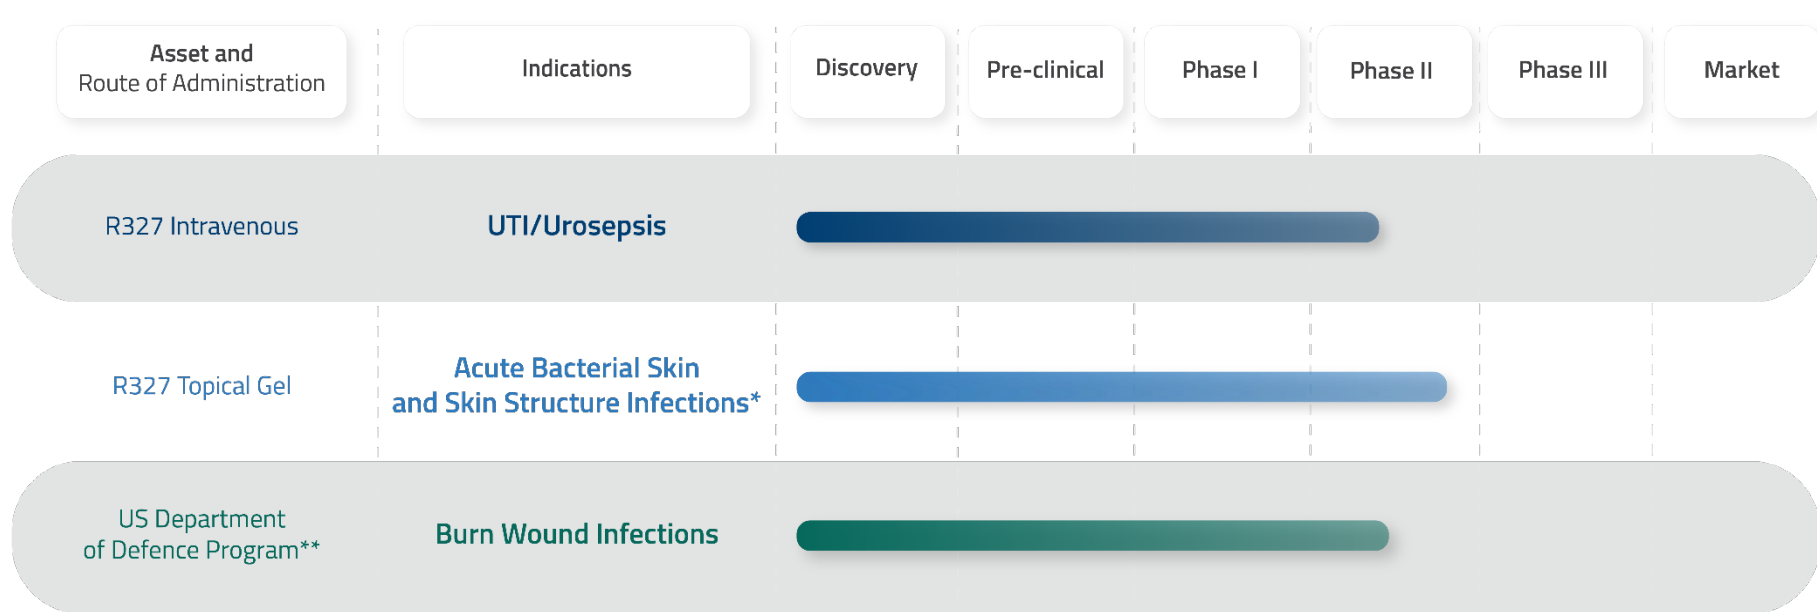 Asset and
Route of Administration
Indications
Discovery
Pre-clinical
Phase I
Phase II
Phase III
Market
R327 Intravenous
UTI/Urosepsis
R327 Topical Gel
Acute Bacterial Skin
and Skin Structure Infections*
US Department
of Defence Program**
Burn Wound Infections